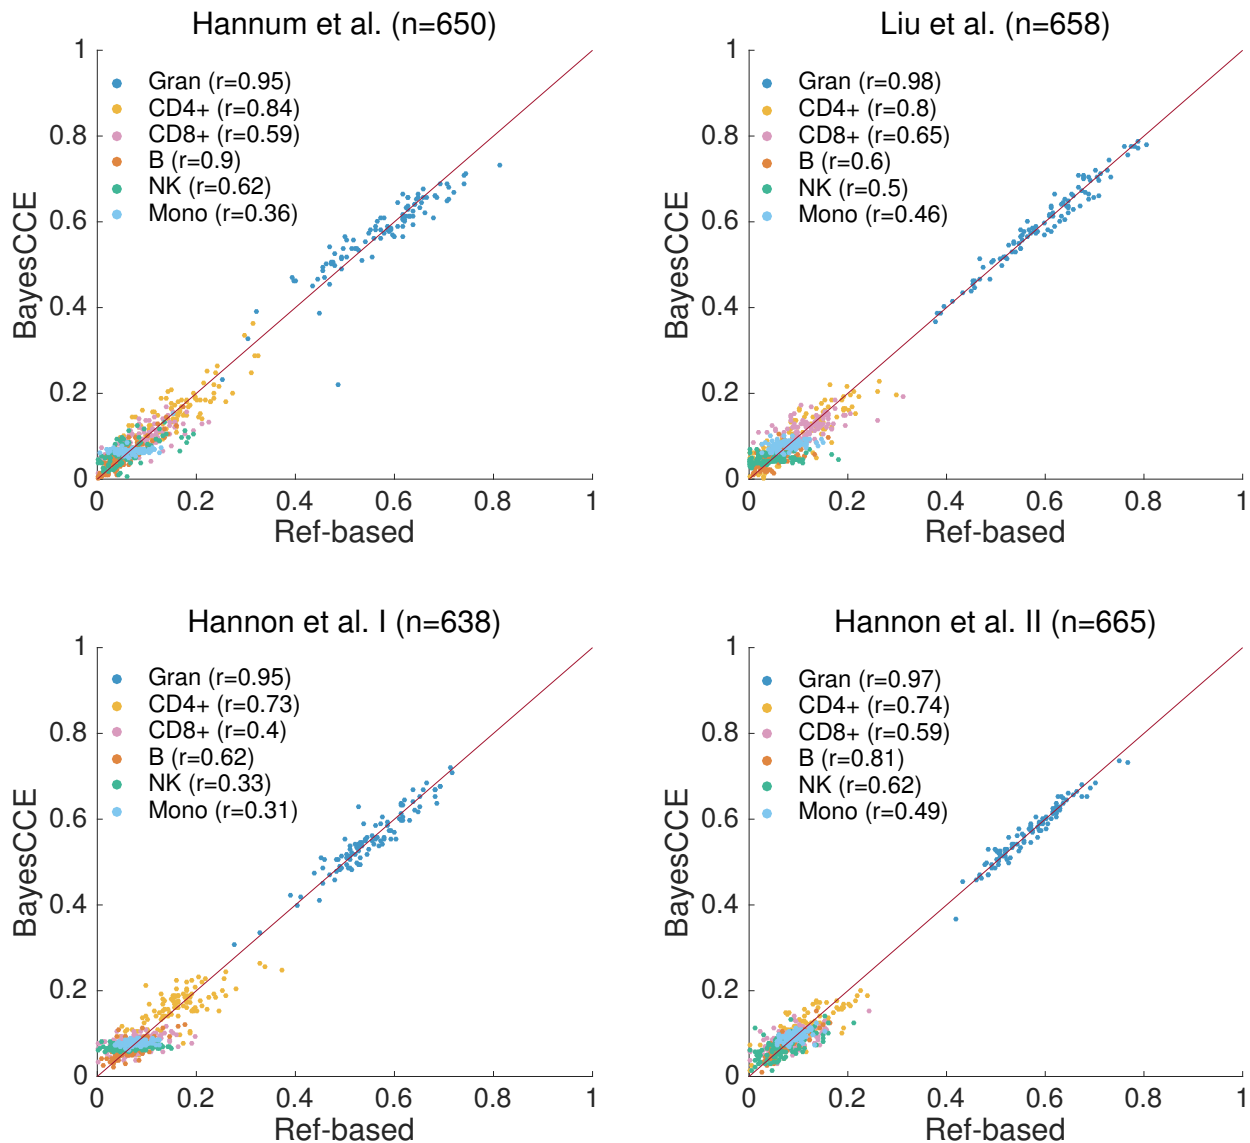 Hannum et al. (n=650)
1
0.8
0.6
0.4
0.2
0
BayesCCE
Gran (r=0.95)
CD4+ (r=0.84)
CD8+ (r=0.59)
B (r=0.9)
NK (r=0.62)
Mono (r=0.36)
0 0.2 0.4 0.6 0.8 1
Ref-based
Liu et al. (n=658)
1
0.8
0.6
0.4
0.2
0
BayesCCE
Gran (r=0.98)
CD4+ (r=0.8)
CD8+ (r=0.65)
B (r=0.6)
NK (r=0.5)
Mono (r=0.46)
0 0.2 0.4 0.6 0.8 1
Ref-based
Hannon et al. I (n=638)
1
0.8
0.6
0.4
0.2
0
BayesCCE
Gran (r=0.95)
CD4+ (r=0.73)
CD8+ (r=0.4)
B (r=0.62)
NK (r=0.33)
Mono (r=0.31)
0 0.2 0.4 0.6 0.8 1
Ref-based
Hannon et al. II (n=665)
1
0.8
0.6
0.4
0.2
0
BayesCCE
Gran (r=0.97)
CD4+ (r=0.74)
CD8+ (r=0.59)
B (r=0.81)
NK (r=0.62)
Mono (r=0.49)
0 0.2 0.4 0.6 0.8 1
Ref-based